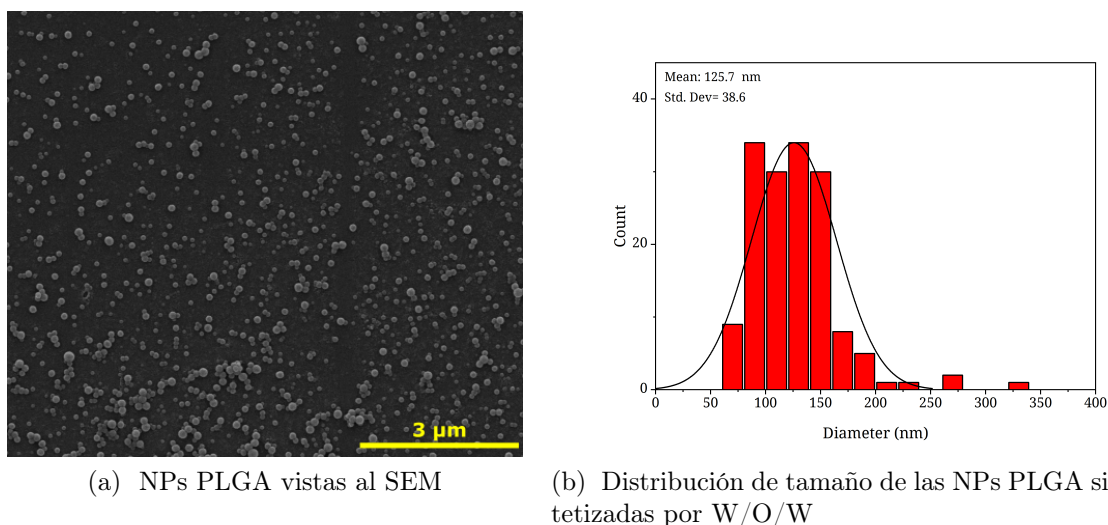 3 μm
Mean: 125.7 nm
Std. Dev= 38.6
40
20
0
Count
0 50 100 150 200 250 300 350 400
Diameter (nm)
(a) NPs PLGA vistas al SEM
(b) Distribución de tamaño de las NPs PLGA si
tetizadas por W/O/W